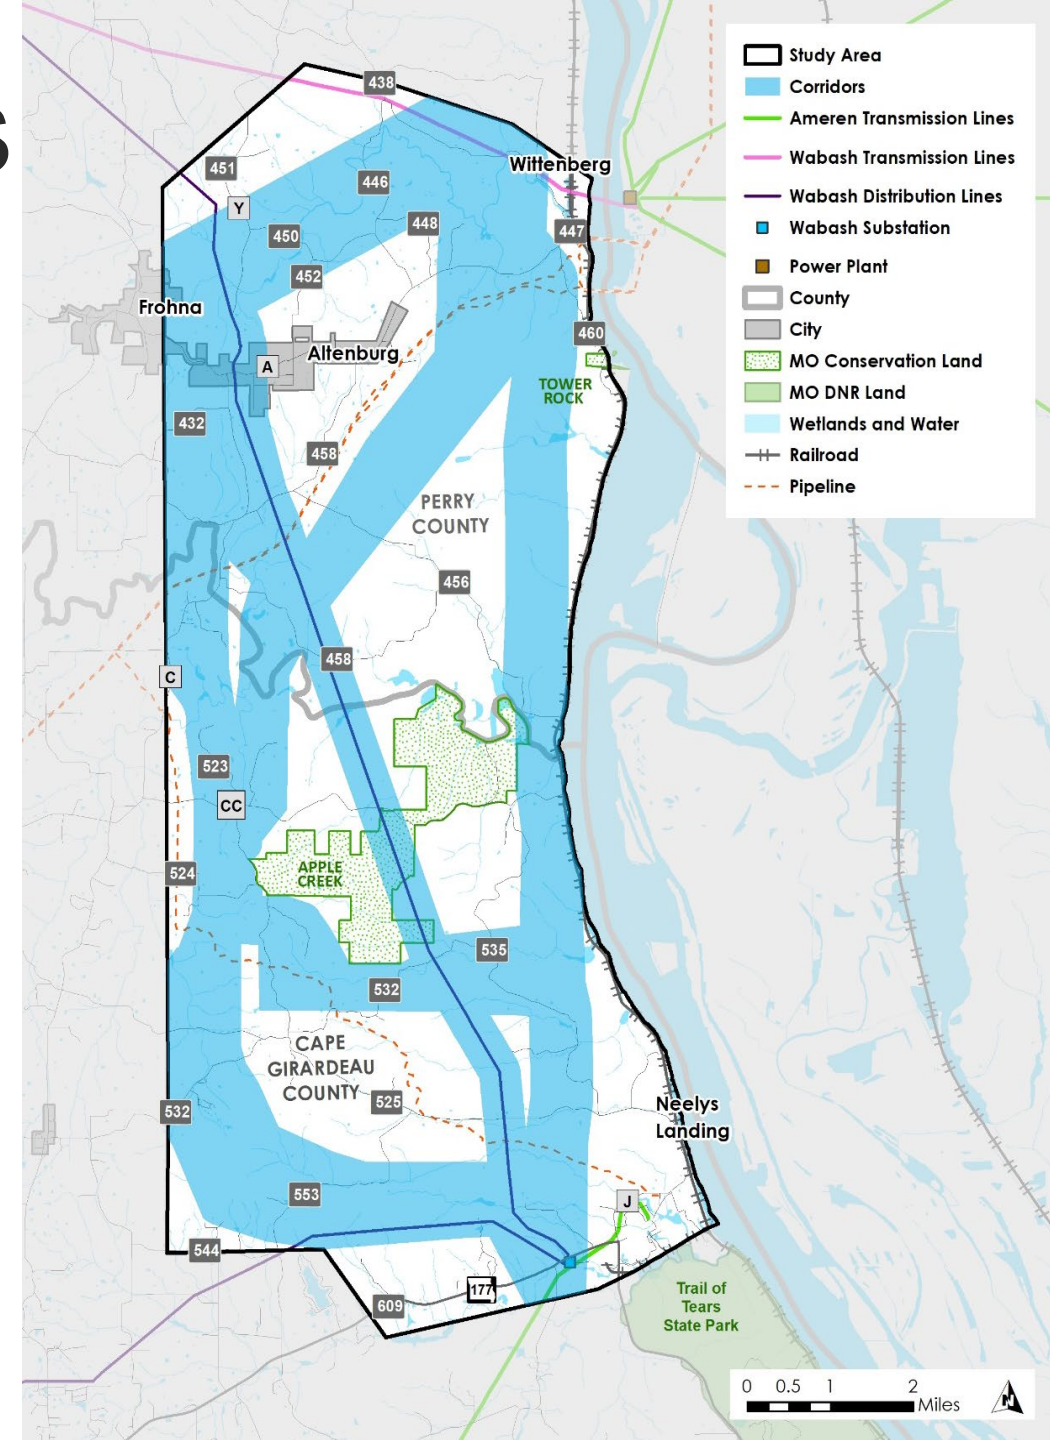 S
438
451
Wittenberg
446
Y
448
450
447
452
Frohna
460
Altenburg
A
TOWER
ROCK
432
458
PERRY
COUNTY
456
458
C
523
CC
524
APPLE
CREEK
535
532
CAPE
GIRARDEAU
COUNTY
525
532
Neelys
Landing
553
J
544
177
609
Trail of
Tears
State Park
Study Area
Corridors
Ameren Transmission Lines
Wabash Transmission Lines
Wabash Distribution Lines
Wabash Substation
Power Plant
County
City
MO Conservation Land
MO DNR Land
Wetlands and Water
Railroad
Pipeline
0 0.5 1 2
Miles
N